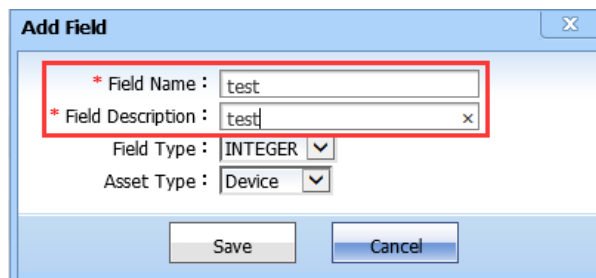 Add Field
* Field Name : test
* Field Description : test
Field Type : INTEGER
Asset Type : Device
Save Cancel